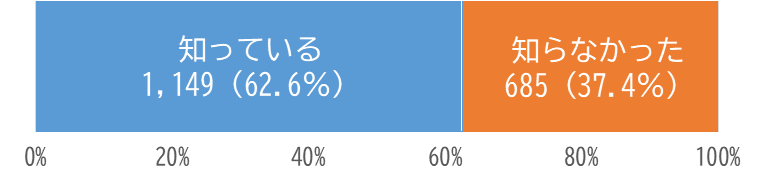 知っている
1,149（62.6％）
知らなかった
685（37.4％）
0% 20% 40% 60% 80% 100%